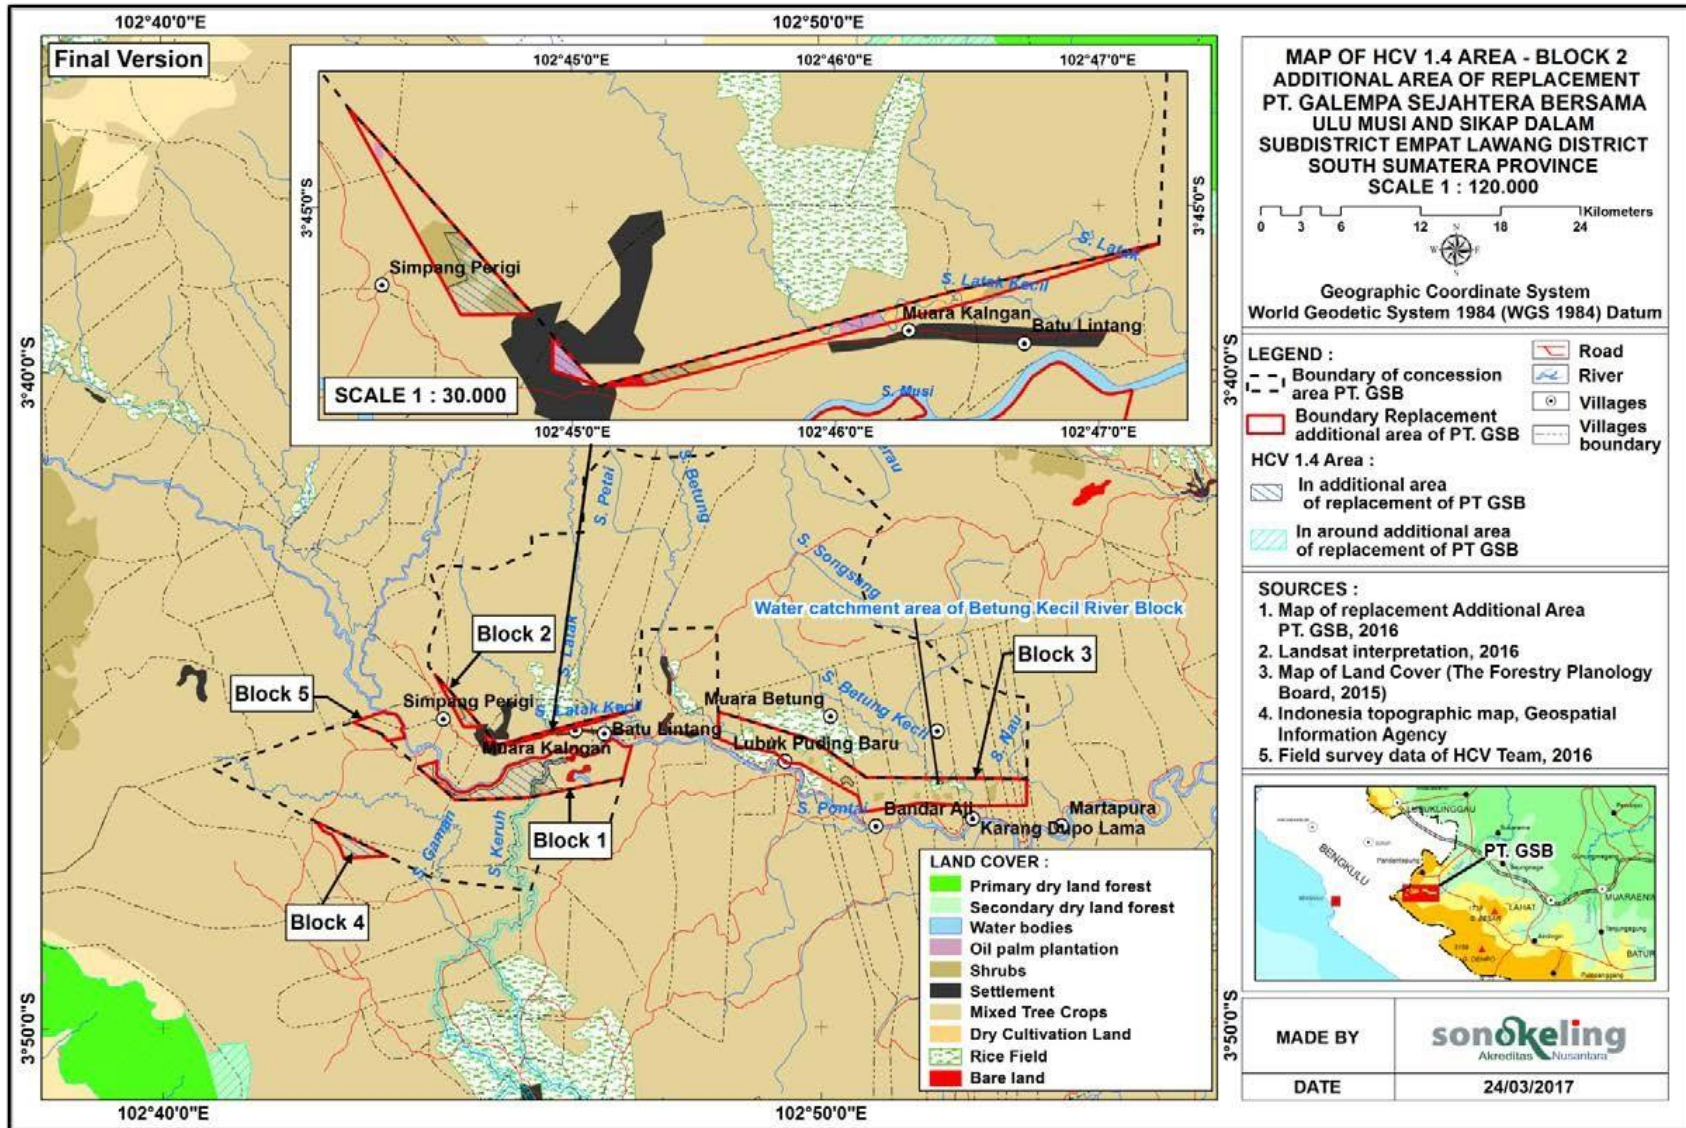 102°40'0"E
102°50'0"E
Final Version
102°45'0"E
102°46'0"E
102°47'0"E
3°45'0"S
3°45'0"S
S. Latak
Simpang Perigi
S. Latak Kecil
Muara Kalngan
Batu Lintang
SCALE 1 : 30.000
S. Musi
102°45'0"E
102°46'0"E
102°47'0"E
3°40'0"S
3°40'0"S
S. Petai
S. Betung
S. Songsang
Water catchment area of Betung Kecil River Block
Block 2
S. Latak
Block 3
Block 5
Simpang Perigi
Muara Betung
S. Betung Kecil
S. Latak Kecil
Batu Lintang
S. Nau
Muara Kalngan
Lubuk Puding Baru
S. Pontai
Bandar Aji
Martapura
Karang Dupo Lama
Block 1
S. Gaman
S. Keruh
Block 4
3°50'0"S
3°50'0"S
LAND COVER :
Primary dry land forest
Secondary dry land forest
Water bodies
Oil palm plantation
Shrubs
Settlement
Mixed Tree Crops
Dry Cultivation Land
Rice Field
Bare land
102°40'0"E
102°50'0"E
MAP OF HCV 1.4 AREA - BLOCK 2
ADDITIONAL AREA OF REPLACEMENT
PT. GALEMPA SEJAHTERA BERSAMA
ULU MUSI AND SIKAP DALAM
SUBDISTRICT EMPAT LAWANG DISTRICT
SOUTH SUMATERA PROVINCE
SCALE 1 : 120.000
Kilometers
0 3 6 12 18 24
N
W E
S
Geographic Coordinate System
World Geodetic System 1984 (WGS 1984) Datum
LEGEND :
Boundary of concession
area PT. GSB
Boundary Replacement
additional area of PT. GSB
HCV 1.4 Area :
In additional area
of replacement of PT GSB
In around additional area
of replacement of PT GSB
Road
River
Villages
Villages
boundary
SOURCES :
1. Map of replacement Additional Area
PT. GSB, 2016
2. Landsat interpretation, 2016
3. Map of Land Cover (The Forestry Planology
Board, 2015)
4. Indonesia topographic map, Geospatial
Information Agency
5. Field survey data of HCV Team, 2016
BENGKULU
PT. GSB
LAHAT
MADE BY
sonokeling
Akreditas Nusantara
DATE
24/03/2017